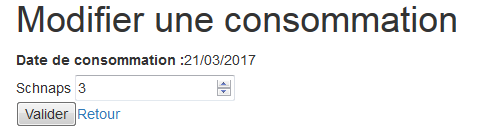 Modifier une consommation
Date de consommation :21/03/2017
Schnaps 3
Valider Retour